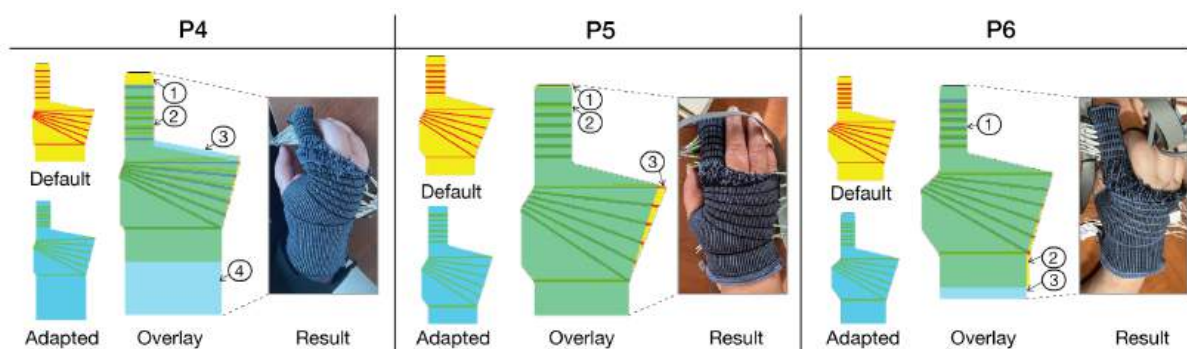 P4
P5
P6
1
2
3
4
Default
Adapted
Overlay
Result
1
2
3
Default
Adapted
Overlay
Result
1
2
3
Default
Adapted
Overlay
Result